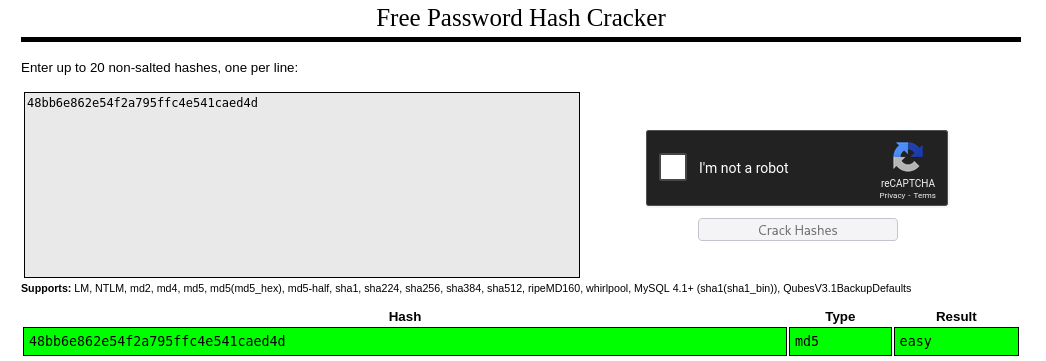 Free Password Hash Cracker
Enter up to 20 non-salted hashes, one per line:
48bb6e862e54f2a795ffc4e541caed4d
I'm not a robot
reCAPTCHA
Privacy - Terms
Crack Hashes
Supports: LM, NTLM, md2, md4, md5, md5(md5_hex), md5-half, sha1, sha224, sha256, sha384, sha512, ripeMD160, whirlpool, MySQL 4.1+ (sha1(sha1_bin)), QubesV3.1BackupDefaults
Hash Type Result
48bb6e862e54f2a795ffc4e541caed4d md5 easy